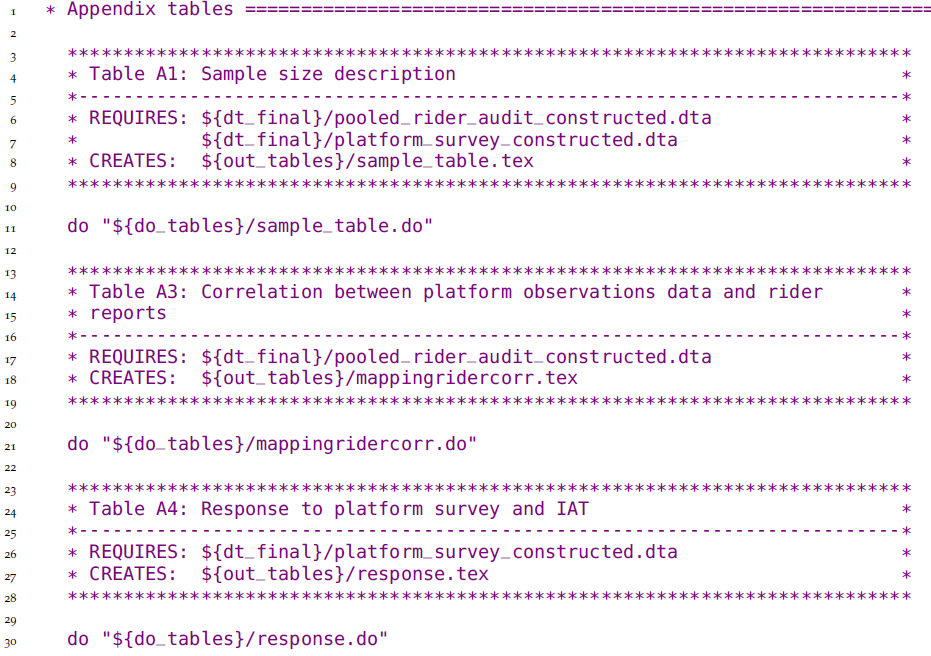 1 * Appendix tables =============================================================
2
3 ****************************************************************************
4 * Table A1: Sample size description *
5 *--------------------------------------------------------------------------*
6 * REQUIRES: ${dt_final}/pooled_rider_audit_constructed.dta *
7 * ${dt_final}/platform_survey_constructed.dta *
8 * CREATES: ${out_tables}/sample_table.tex *
9 ****************************************************************************
10
11 do "${do_tables}/sample_table.do"
12
13 ****************************************************************************
14 * Table A3: Correlation between platform observations data and rider *
15 * reports *
16 *--------------------------------------------------------------------------*
17 * REQUIRES: ${dt_final}/pooled_rider_audit_constructed.dta *
18 * CREATES: ${out_tables}/mappingridercorr.tex *
19 ****************************************************************************
20
21 do "${do_tables}/mappingridercorr.do"
22
23 ****************************************************************************
24 * Table A4: Response to platform survey and IAT *
25 *--------------------------------------------------------------------------*
26 * REQUIRES: ${dt_final}/platform_survey_constructed.dta *
27 * CREATES: ${out_tables}/response.tex *
28 ****************************************************************************
29
30 do "${do_tables}/response.do"